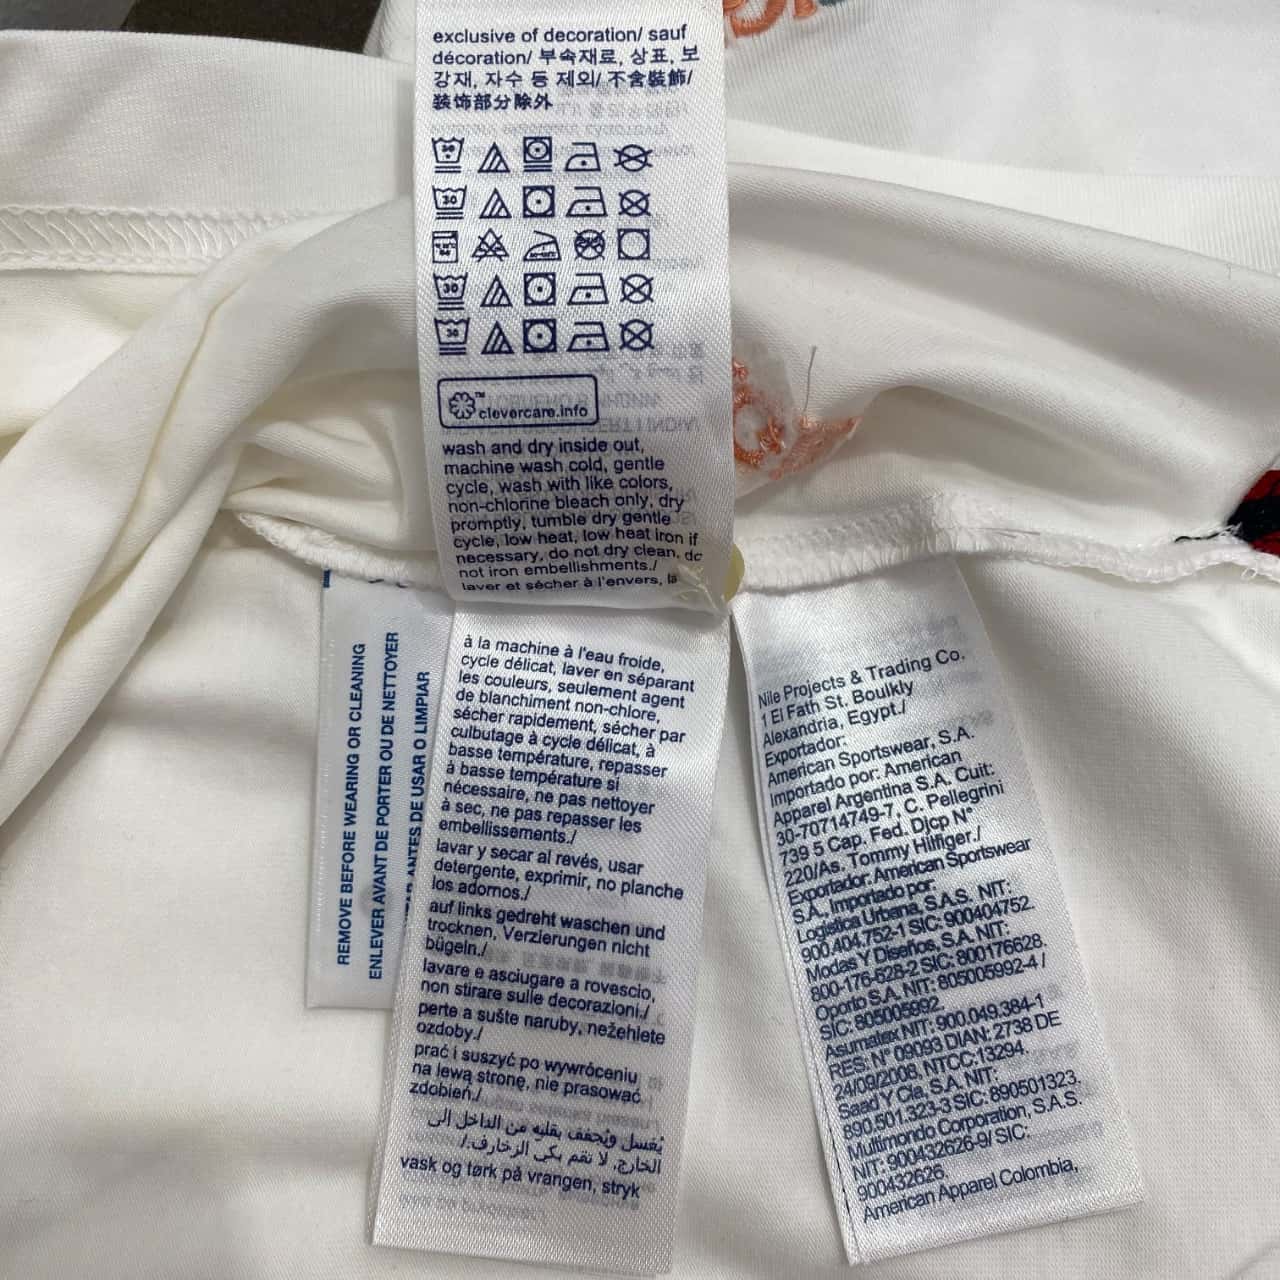 exclusive of decoration/ sauf
décoration/ 부속재료, 상표, 보
강재, 자수 등 제외/ 不含裝飾/
装饰部分除外
30
30
30
30
clevercare.info
TM
wash and dry inside out,
machine wash cold, gentle
cycle, wash with like colors,
non-chlorine bleach only, dry
promptly, tumble dry gentle
cycle, low heat, low heat iron if
necessary, do not dry clean, do
not iron embellishments./
laver et sécher à l'envers, la
REMOVE BEFORE WEARING OR CLEANING
ENLEVER AVANT DE PORTER OU DE NETTOYER
ANTES DE USAR O LIMPIAR
à la machine à l'eau froide,
cycle délicat, laver en séparant
les couleurs, seulement agent
de blanchiment non-chlore,
sécher rapidement, sécher par
culbutage à cycle délicat, à
basse température, repasser
à basse température si
nécessaire, ne pas nettoyer
à sec, ne pas repasser les
embellissements./
lavar y secar al revés, usar
detergente, exprimir, no planche
los adornos./
auf links gedreht waschen und
trocknen, Verzierungen nicht
bügeln./
lavare e asciugare a rovescio,
non stirare sulle decorazioni./
perte a sušte naruby, nežehlete
ozdoby./
prać i suszyć po wywróceniu
na lewą stronę, nie prasować
zdobień./
يُغسل ويُجفف بقلبه من الداخل إلى
الخارج. لا تقم بكي الزخارف./
vask og tørk på vrangen, stryk
Nile Projects & Trading Co.
1 El Fath St. Boulkly
Alexandria, Egypt./
Exportador:
American Sportswear, S.A.
Importado por: American
Apparel Argentina S.A. Cuit:
30-70714749-7, C. Pellegrini
739 5 Cap. Fed. Djcp N°
220/As. Tommy Hilfiger./
Exportador: American Sportswear
S.A., Importado por:
Logistica Urbana, S.A.S. NIT:
900.404.752-1 SIC: 900404752.
Modas Y Diseños, S.A. NIT:
800-176-628-2 SIC: 800176628.
Oporto S.A. NIT: 805005992-4 /
SIC: 805005992.
Asumatex NIT: 900.049.384-1
RES: N° 09093 DIAN: 2738 DE
24/09/2008, NTCC:13294.
Saad Y Cia, S.A. NIT:
890.501.323-3 SIC: 890501323.
Multimondo Corporation, S.A.S.
NIT: 900432626-9/ SIC:
900432626.
American Apparel Colombia,